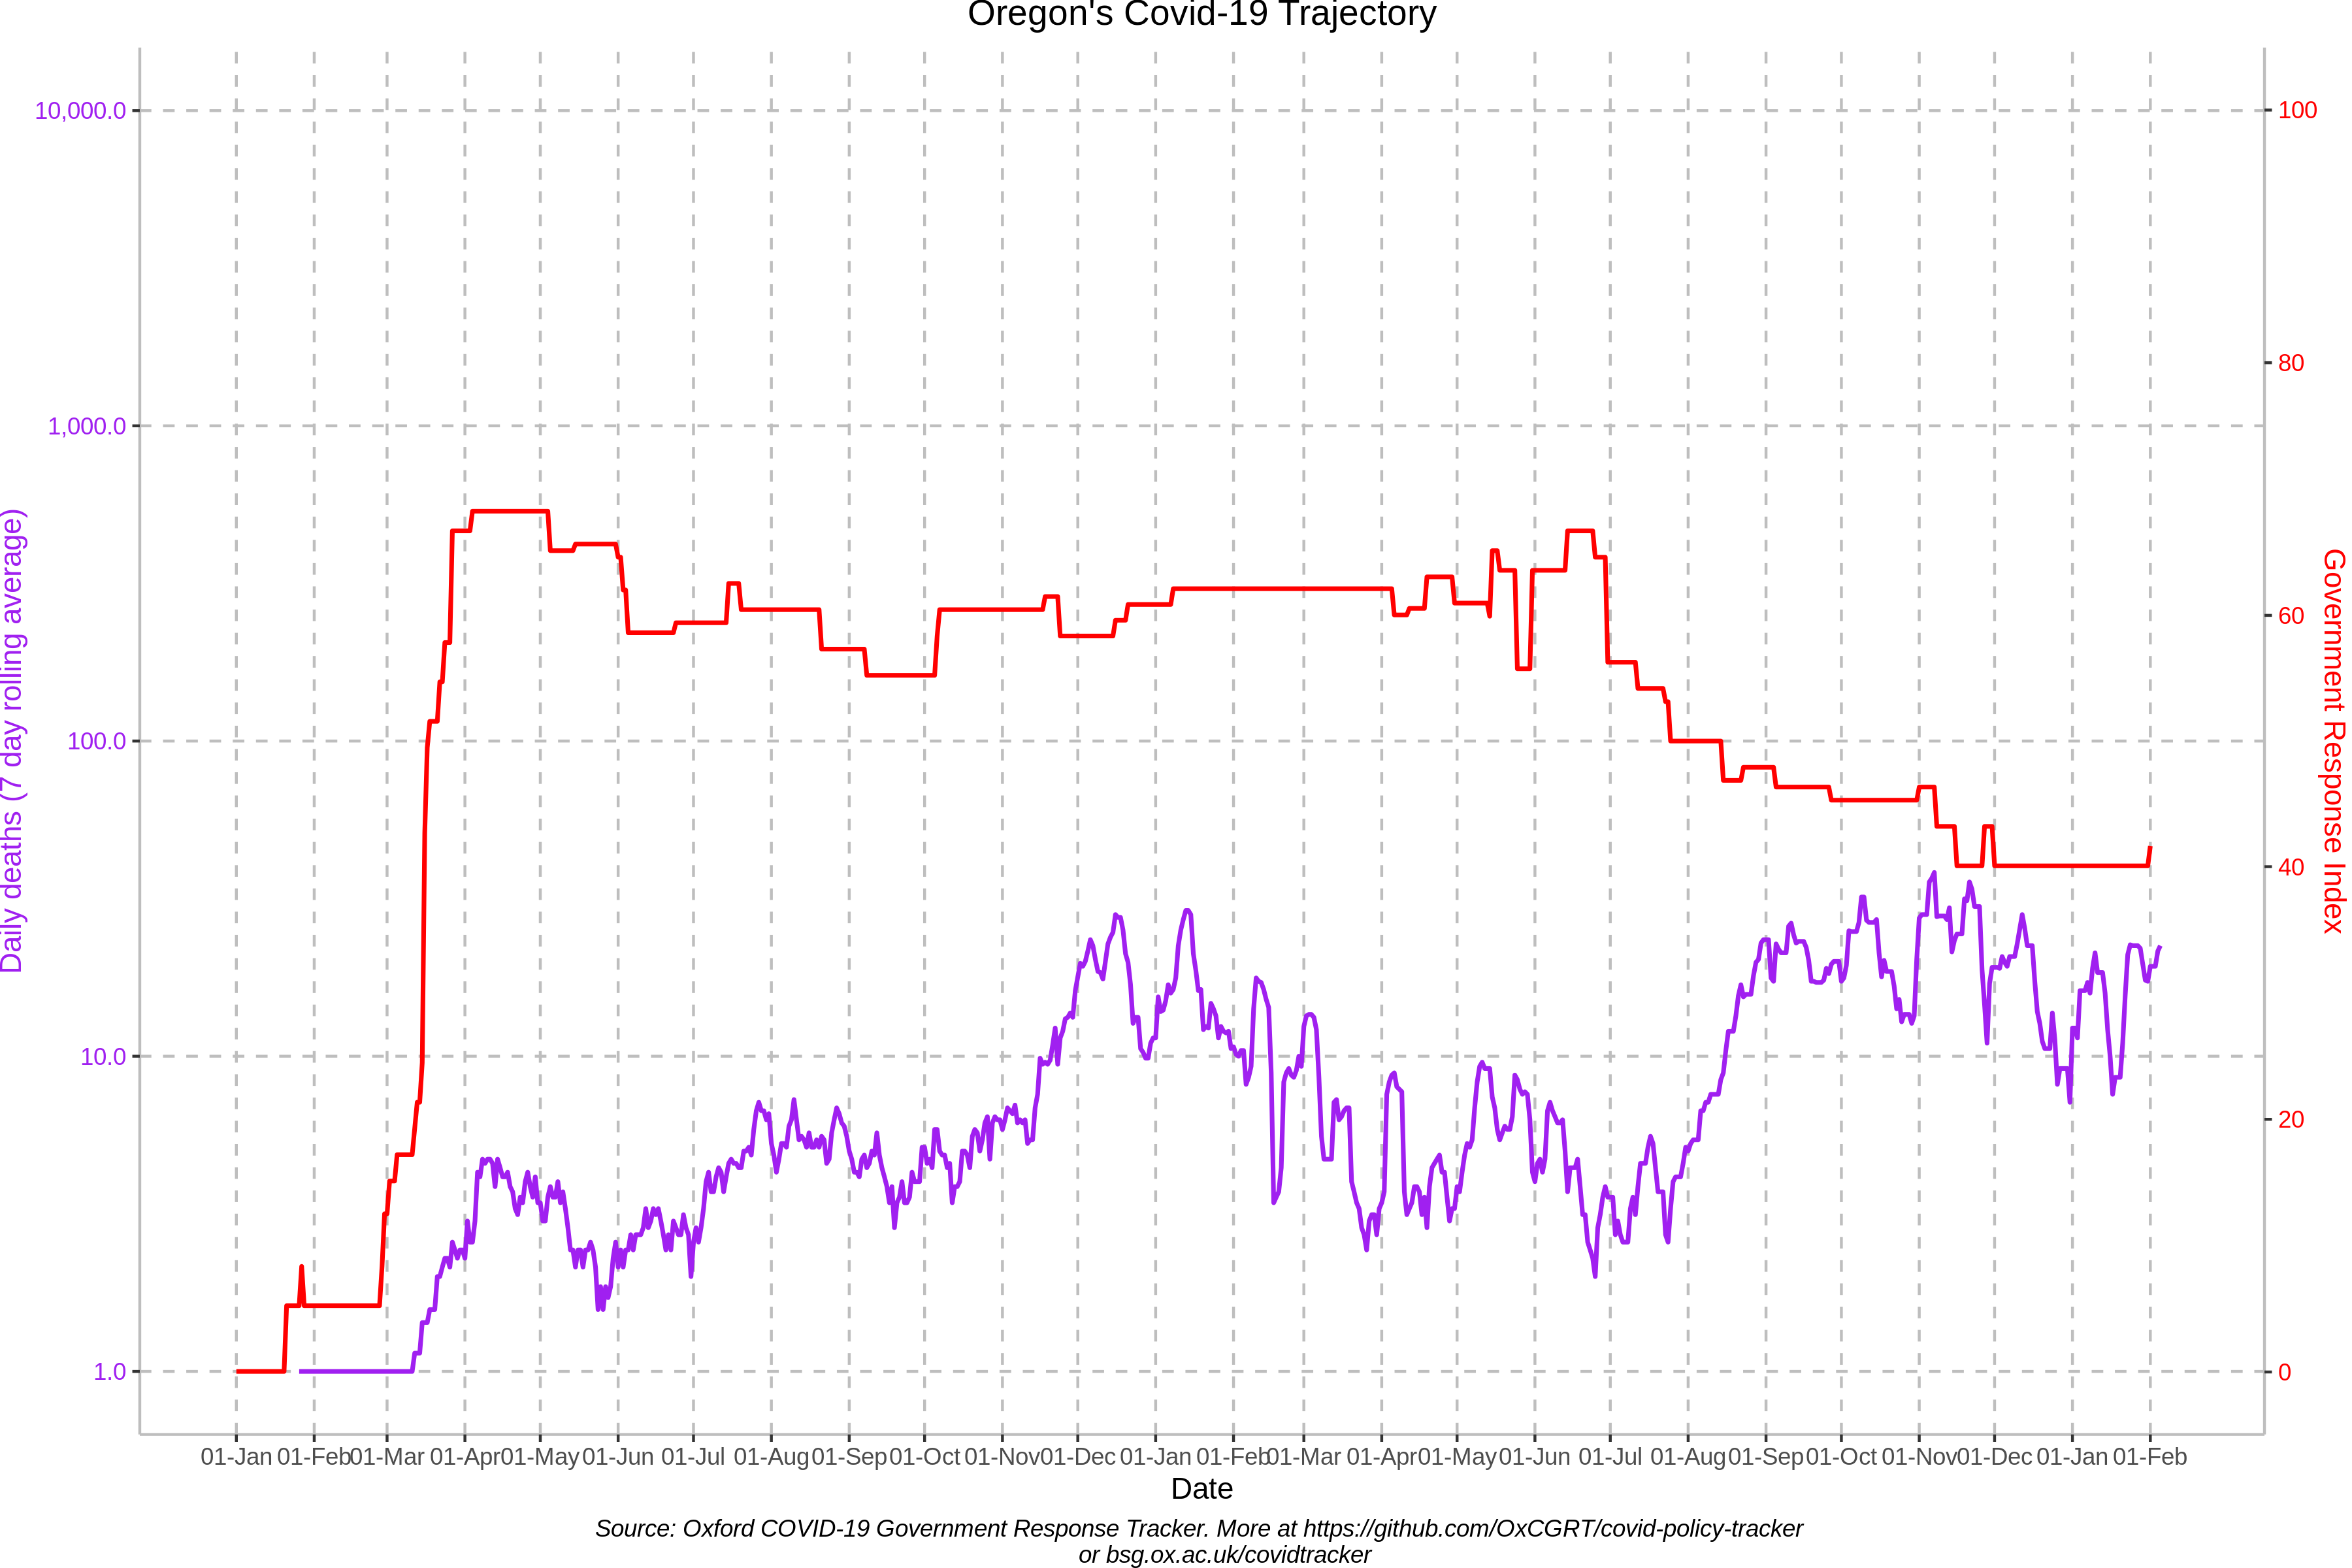 Oregon's Covid-19 Trajectory
10,000.0
1,000.0
100.0
10.0
1.0
Daily deaths (7 day rolling average)
100
80
60
40
20
0
Government Response Index
01-Jan 01-Feb 01-Mar 01-Apr 01-May 01-Jun 01-Jul 01-Aug 01-Sep 01-Oct 01-Nov 01-Dec 01-Jan 01-Feb 01-Mar 01-Apr 01-May 01-Jun 01-Jul 01-Aug 01-Sep 01-Oct 01-Nov 01-Dec 01-Jan 01-Feb
Date
Source: Oxford COVID-19 Government Response Tracker. More at https://github.com/OxCGRT/covid-policy-tracker
or bsg.ox.ac.uk/covidtracker